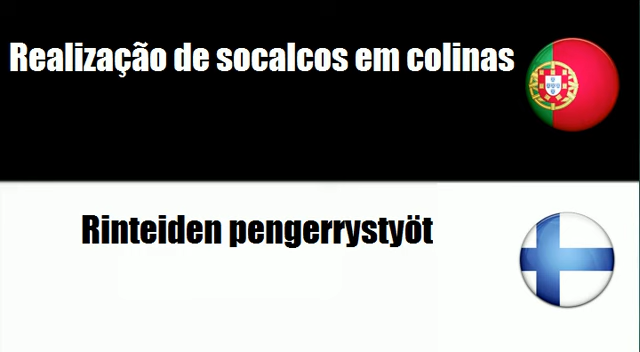 Realização de socalcos em colinas
Rinteiden pengerrystyöt